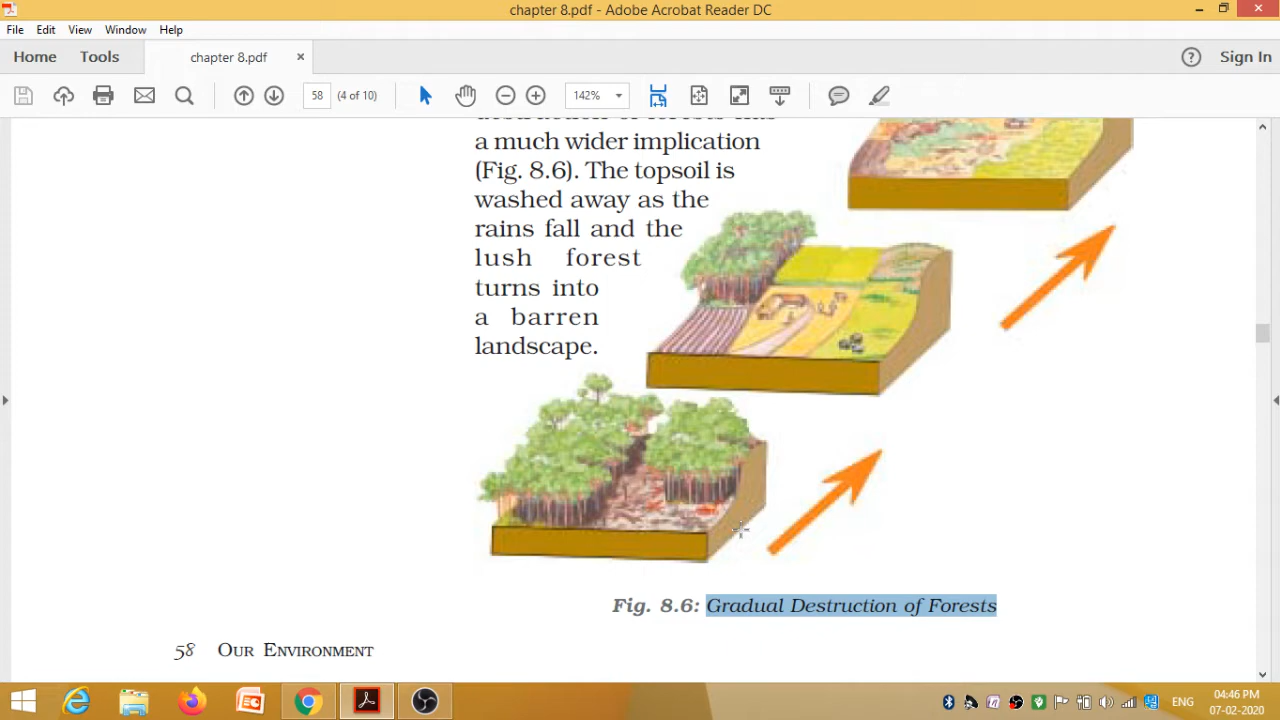 chapter 8.pdf - Adobe Acrobat Reader DC
File Edit View Window Help
Home Tools chapter 8.pdf × Sign In
58 (4 of 10) 142%
a much wider implication
(Fig. 8.6). The topsoil is
washed away as the
rains fall and the
lush forest
turns into
a barren
landscape.
Fig. 8.6: Gradual Destruction of Forests
58 OUR ENVIRONMENT
ENG
04:46 PM
07-02-2020